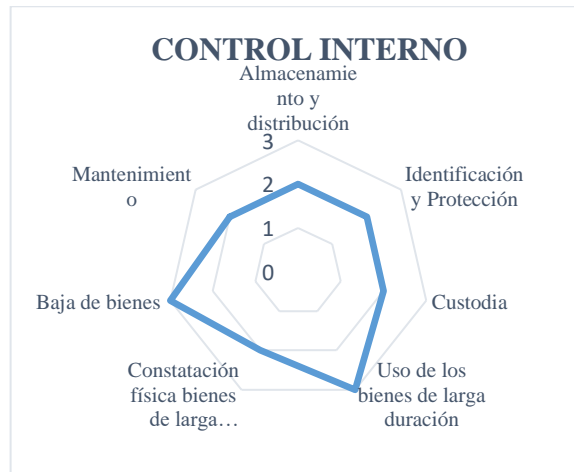 CONTROL INTERNO
Almacenamie
nto y
distribución
3
2
1
0
Identificación
y Protección
Custodia
Uso de los
bienes de larga
duración
Constatación
física bienes
de larga…
Baja de bienes
Mantenimient
o